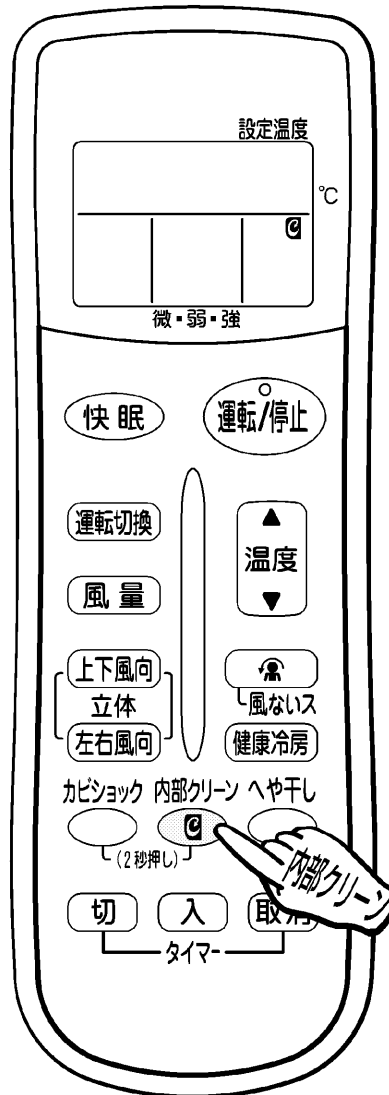 設定温度
℃
微・弱・強
快眠
運転/停止
運転切換
▲
温度
▼
風量
上下風向
立体
左右風向
風ないス
健康冷房
カビショック 内部クリーン へや干し
(2秒押し)
内部クリーン
切 入 取消
タイマー